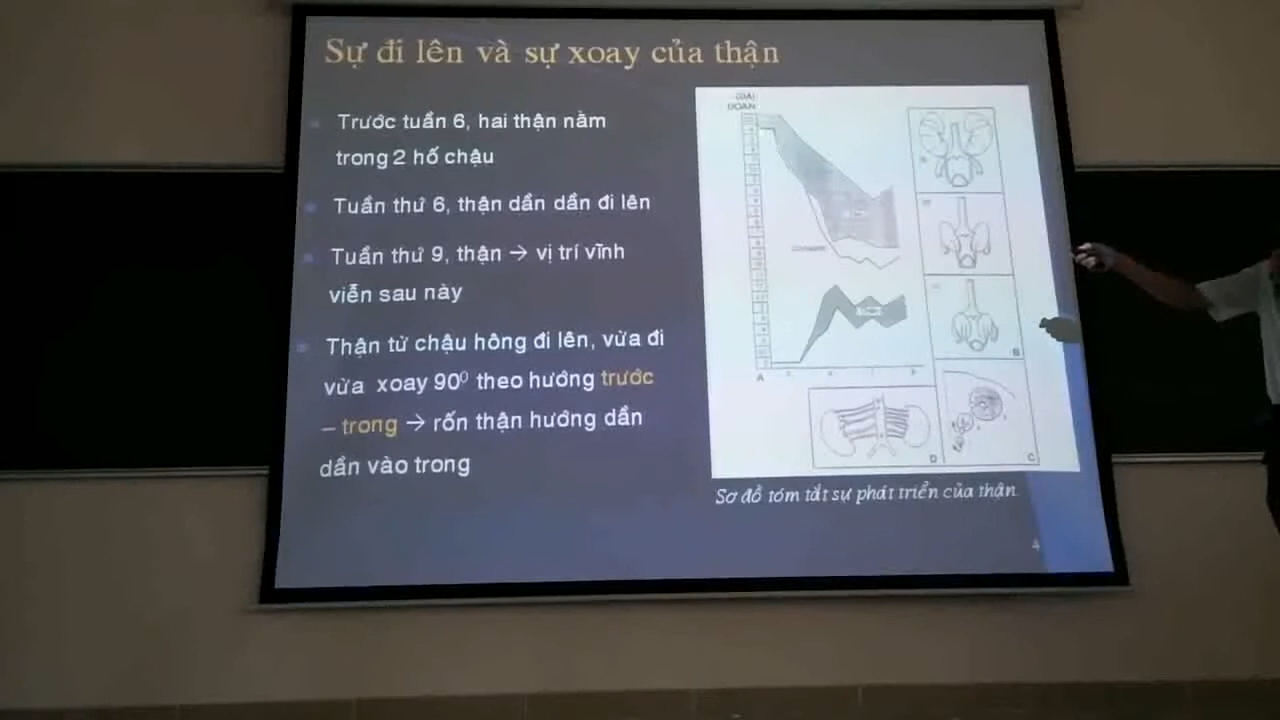 Sự đi lên và sự xoay của thận
Trước tuần 6, hai thận nằm
trong 2 hố chậu
Tuần thứ 6, thận dần dần đi lên
Tuần thứ 9, thận → vị trí vĩnh
viễn sau này
Thận từ chậu hông đi lên, vừa đi
vừa xoay 90⁰ theo hướng trước
– trong → rốn thận hướng dần
dần vào trong
GIAI
ĐOẠN
A
B
D
C
Sơ đồ tóm tắt sự phát triển của thận
4